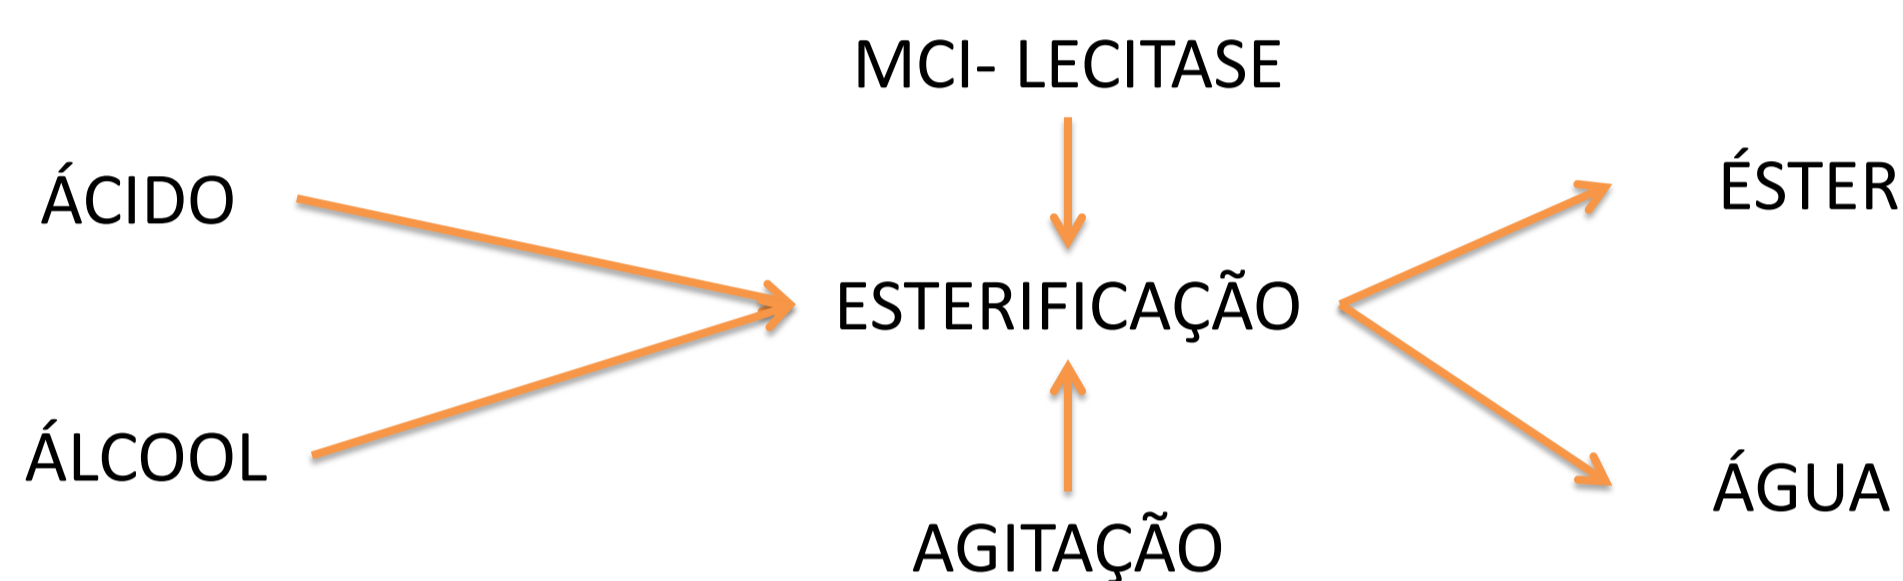 MCI- LECITASE
ÁCIDO
ÉSTER
ESTERIFICAÇÃO
ÁLCOOL
ÁGUA
AGITAÇÃO